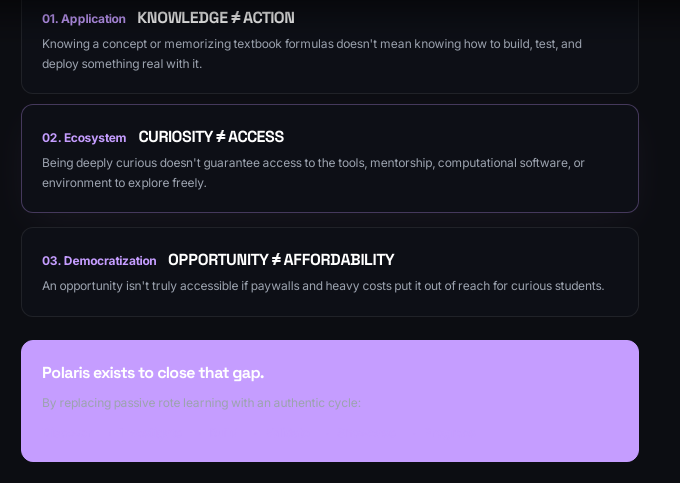 01. Application KNOWLEDGE ≠ ACTION
Knowing a concept or memorizing textbook formulas doesn't mean knowing how to build, test, and
deploy something real with it.
02. Ecosystem CURIOSITY ≠ ACCESS
Being deeply curious doesn't guarantee access to the tools, mentorship, computational software, or
environment to explore freely.
03. Democratization OPPORTUNITY ≠ AFFORDABILITY
An opportunity isn't truly accessible if paywalls and heavy costs put it out of reach for curious students.
Polaris exists to close that gap.
By replacing passive rote learning with an authentic cycle: